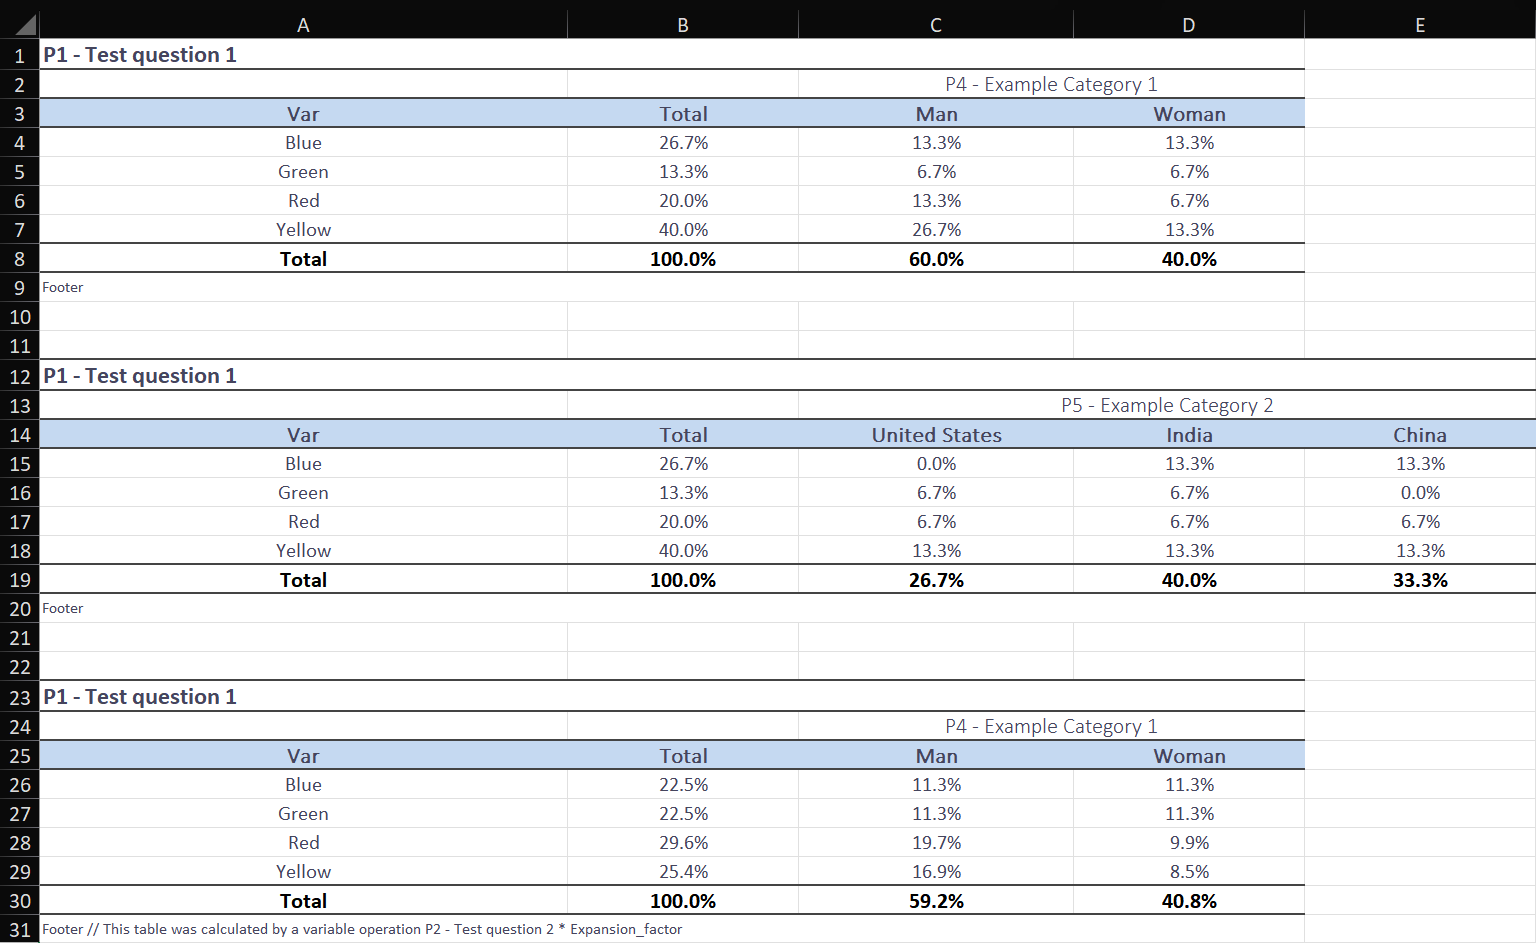 A B C D E
1 P1 - Test question 1
2 P4 - Example Category 1
3 Var Total Man Woman
4 Blue 26.7% 13.3% 13.3%
5 Green 13.3% 6.7% 6.7%
6 Red 20.0% 13.3% 6.7%
7 Yellow 40.0% 26.7% 13.3%
8 Total 100.0% 60.0% 40.0%
9 Footer
10
11
12 P1 - Test question 1
13 P5 - Example Category 2
14 Var Total United States India China
15 Blue 26.7% 0.0% 13.3% 13.3%
16 Green 13.3% 6.7% 6.7% 0.0%
17 Red 20.0% 6.7% 6.7% 6.7%
18 Yellow 40.0% 13.3% 13.3% 13.3%
19 Total 100.0% 26.7% 40.0% 33.3%
20 Footer
21
22
23 P1 - Test question 1
24 P4 - Example Category 1
25 Var Total Man Woman
26 Blue 22.5% 11.3% 11.3%
27 Green 22.5% 11.3% 11.3%
28 Red 29.6% 19.7% 9.9%
29 Yellow 25.4% 16.9% 8.5%
30 Total 100.0% 59.2% 40.8%
31 Footer // This table was calculated by a variable operation P2 - Test question 2 * Expansion_factor